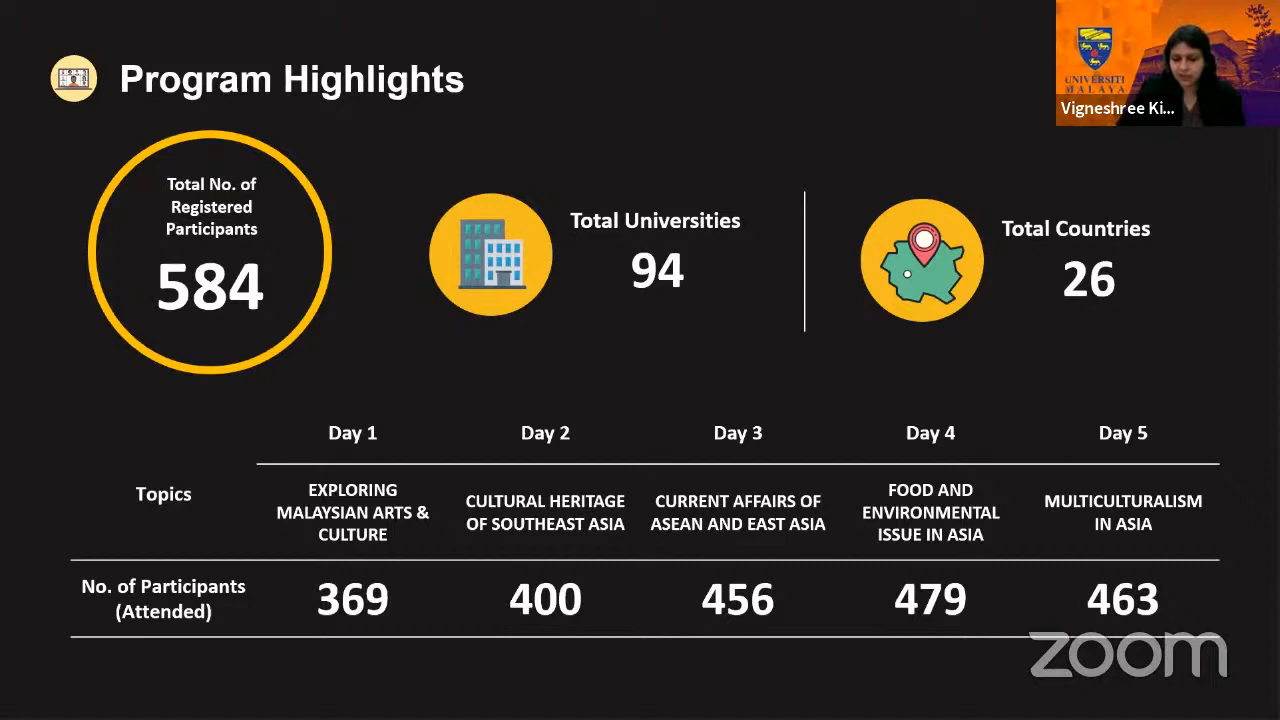 Program Highlights
UNIVERSITI
MALAYA
Vigneshree Ki...
Total No. of
Registered
Participants
584
Total Universities
94
Total Countries
26
Day 1
Day 2
Day 3
Day 4
Day 5
Topics
EXPLORING
MALAYSIAN ARTS &
CULTURE
CULTURAL HERITAGE
OF SOUTHEAST ASIA
CURRENT AFFAIRS OF
ASEAN AND EAST ASIA
FOOD AND
ENVIRONMENTAL
ISSUE IN ASIA
MULTICULTURALISM
IN ASIA
No. of Participants
(Attended)
369
400
456
479
463
zoom